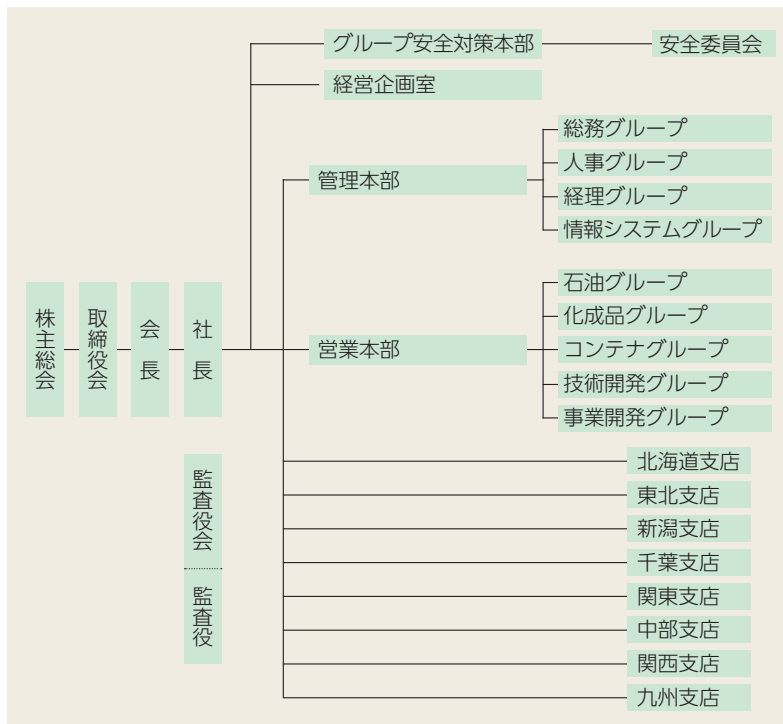 グループ安全対策本部
安全委員会
経営企画室
管理本部
総務グループ
人事グループ
経理グループ
情報システムグループ
株主総会
取締役会
会長
社長
営業本部
石油グループ
化成品グループ
コンテナグループ
技術開発グループ
事業開発グループ
監査役会
監査役
北海道支店
東北支店
新潟支店
千葉支店
関東支店
中部支店
関西支店
九州支店